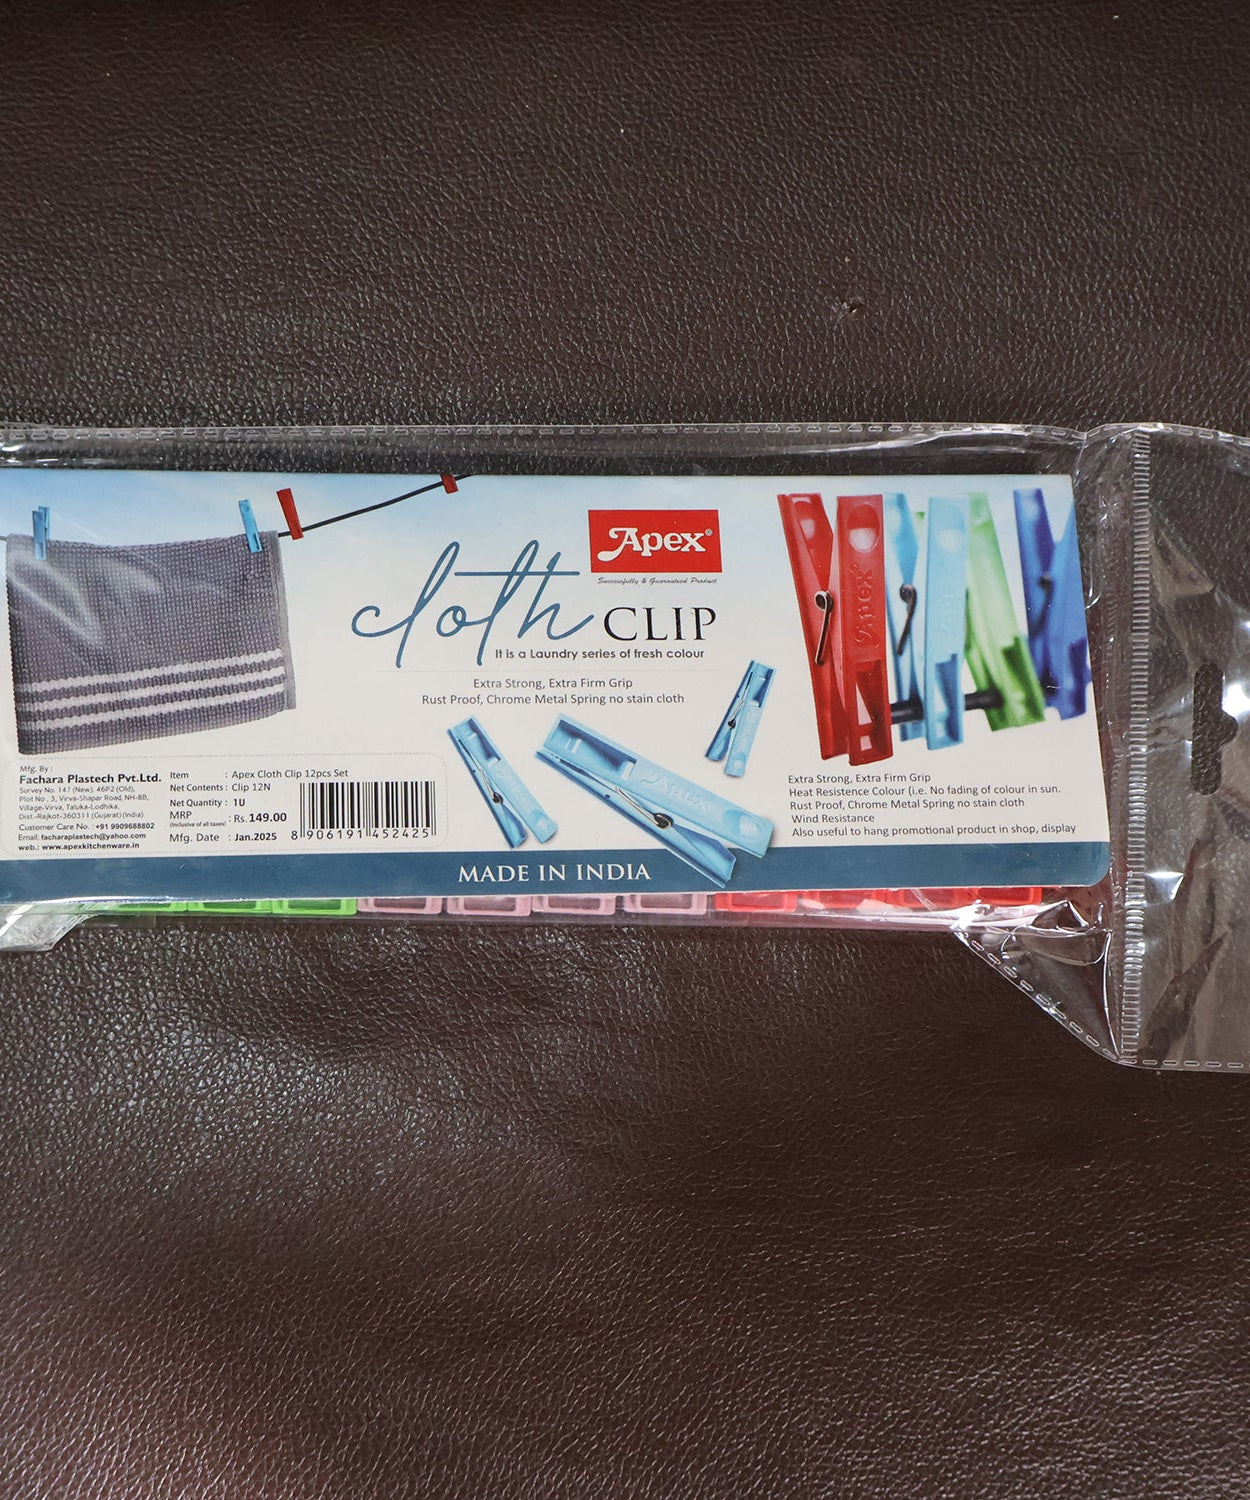 Apex®
Successfully & Guaranteed Product
cloth CLIP
It is a Laundry series of fresh colour
Extra Strong, Extra Firm Grip
Rust Proof, Chrome Metal Spring no stain cloth
Apex
Apex
Extra Strong, Extra Firm Grip
Heat Resistence Colour (i.e. No fading of colour in sun.
Rust Proof, Chrome Metal Spring no stain cloth
Wind Resistance
Also useful to hang promotional product in shop, display
Mfg. By :
Fachara Plastech Pvt.Ltd.
Survey No. 147 (New), 46P2 (Old),
Plot No . 3, Virva-Shapar Road, NH-8B,
Village-Virva, Taluka-Lodhika,
Dist.-Rajkot-360311 (Gujarat) (India)
Customer Care No. : +91 9909688802
Email: facharaplastech@yahoo.com
web.: www.apexkitchenware.in
Item : Apex Cloth Clip 12pcs Set
Net Contents : Clip 12N
Net Quantity : 1U
MRP : Rs. 149.00
(Inclusive of all taxes)
Mfg. Date : Jan.2025
8 906191 452425
MADE IN INDIA